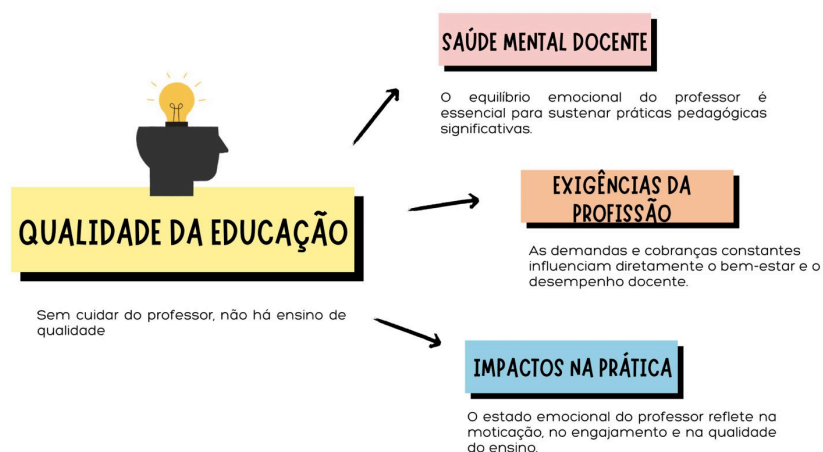 SAÚDE MENTAL DOCENTE
O equilíbrio emocional do professor é
essencial para sustenar práticas pedagógicas
significativas.
EXIGÊNCIAS DA
PROFISSÃO
As demandas e cobranças constantes
influenciam diretamente o bem-estar e o
desempenho docente.
QUALIDADE DA EDUCAÇÃO
Sem cuidar do professor, não há ensino de
qualidade
IMPACTOS NA PRÁTICA
O estado emocional do professor reflete na
moticação, no engajamento e na qualidade
do ensino.